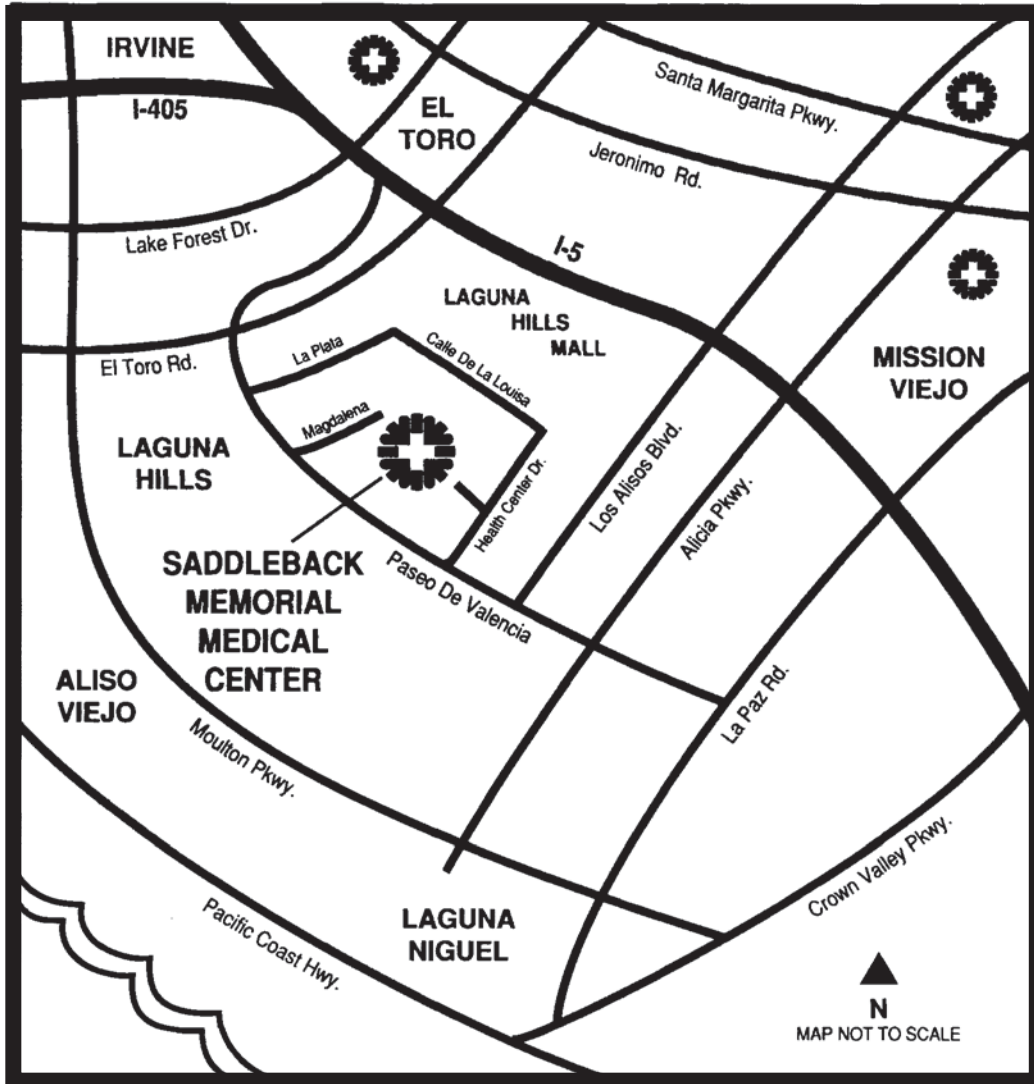 IRVINE
I-405
EL
TORO
Santa Margarita Pkwy.
Jeronimo Rd.
Lake Forest Dr.
I-5
LAGUNA
HILLS
MALL
El Toro Rd.
La Plata
Calle De La Louisa
MISSION
VIEJO
Magdalena
LAGUNA
HILLS
Health Center Dr.
Los Alisos Blvd.
Alicia Pkwy.
SADDLEBACK
MEMORIAL
MEDICAL
CENTER
Paseo De Valencia
ALISO
VIEJO
La Paz Rd.
Moulton Pkwy.
Crown Valley Pkwy.
Pacific Coast Hwy.
LAGUNA
NIGUEL
N
MAP NOT TO SCALE